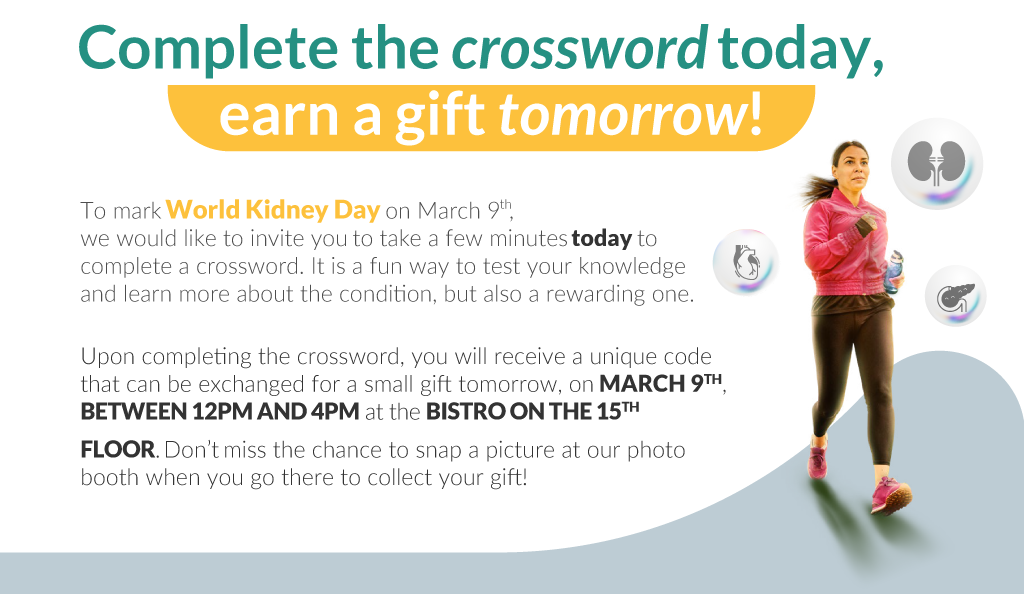 Complete the crossword today,
earn a gift tomorrow!
To mark World Kidney Day on March 9th,
we would like to invite you to take a few minutes today to
complete a crossword. It is a fun way to test your knowledge
and learn more about the condition, but also a rewarding one.
Upon completing the crossword, you will receive a unique code
that can be exchanged for a small gift tomorrow, on MARCH 9TH,
BETWEEN 12PM AND 4PM at the BISTRO ON THE 15TH
FLOOR. Don't miss the chance to snap a picture at our photo
booth when you go there to collect your gift!